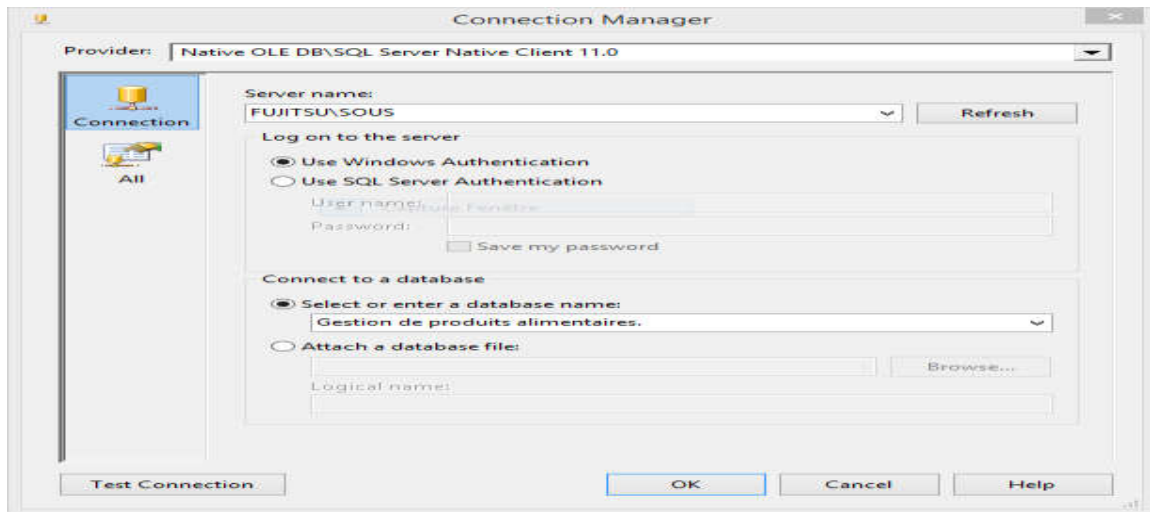 Connection Manager
Provider: Native OLE DB\SQL Server Native Client 11.0
Connection
All
Server name:
FUJITSU\SOUS
Refresh
Log on to the server
Use Windows Authentication
Use SQL Server Authentication
User name:
Capture Fenêtre
Password:
Save my password
Connect to a database
Select or enter a database name:
Gestion de produits alimentaires.
Attach a database file:
Browse...
Logical name:
Test Connection
OK
Cancel
Help